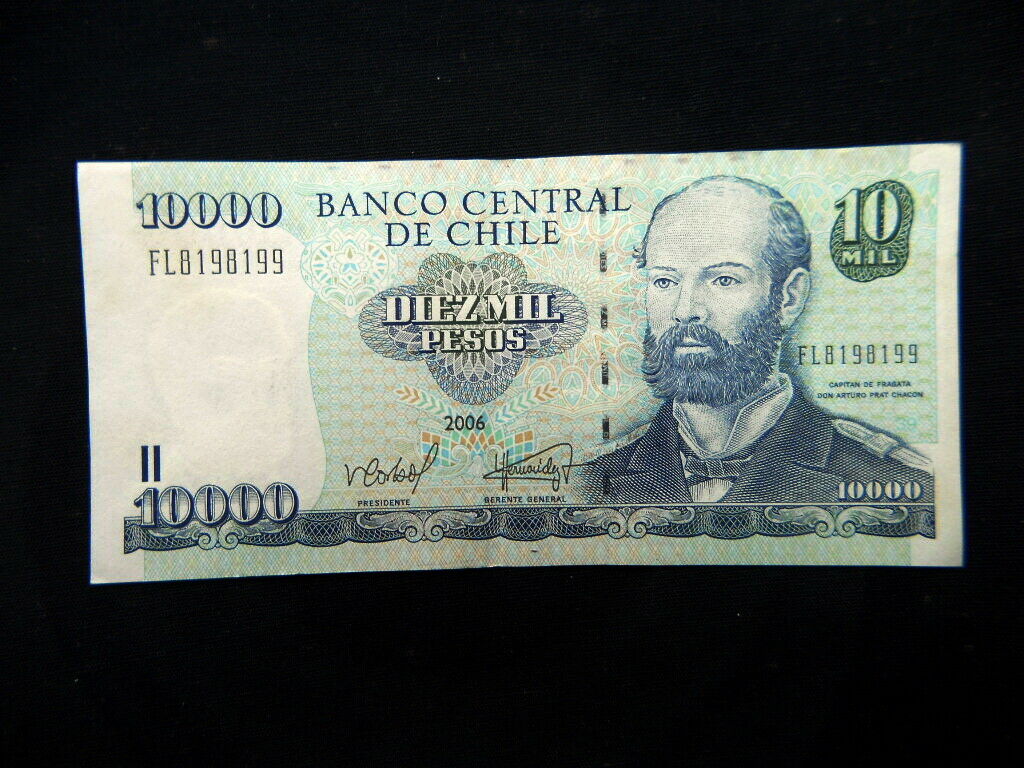 10000
BANCO CENTRAL
DE CHILE
10
MIL
FL8198199
DIEZ MIL
PESOS
FL8198199
CAPITAN DE FRAGATA
DON ARTURO PRAT CHACON
2006
PRESIDENTE
GERENTE GENERAL
10000
10000